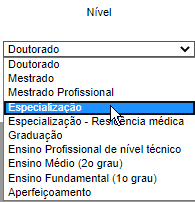 Nível
Doutorado
Doutorado
Mestrado
Mestrado Profissional
Especialização
Especialização - Residência médica
Graduação
Ensino Profissional de nível técnico
Ensino Médio (2o grau)
Ensino Fundamental (1o grau)
Aperfeiçoamento